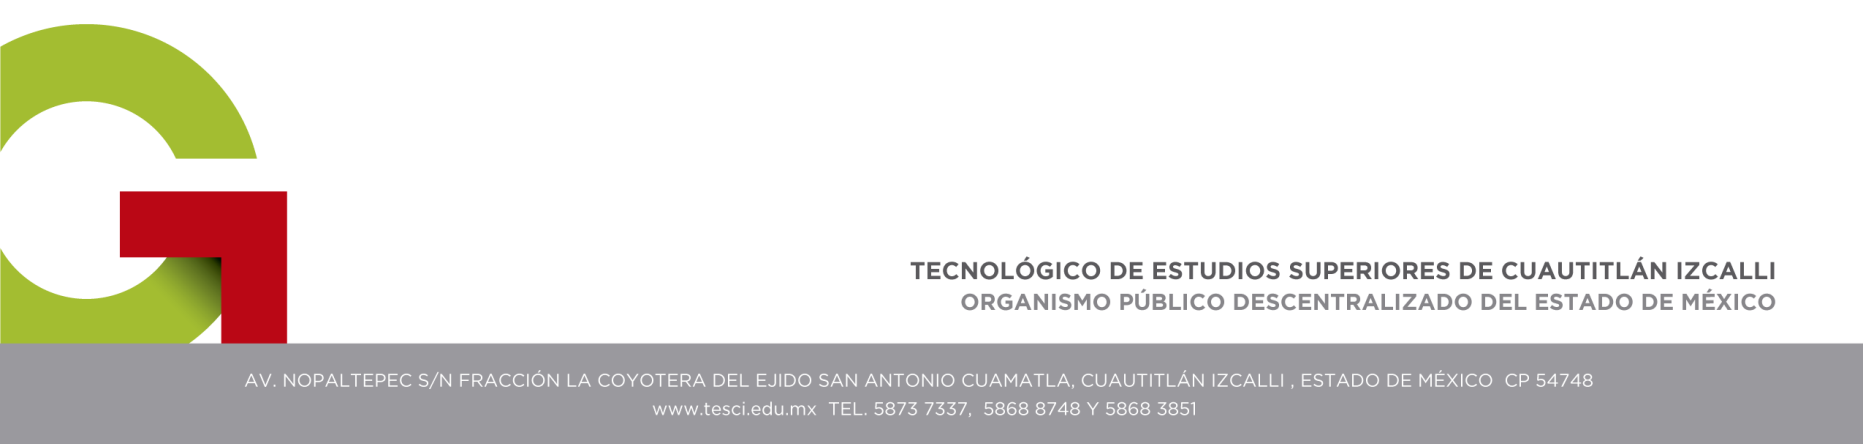 TECNOLÓGICO DE ESTUDIOS SUPERIORES DE CUAUTITLÁN IZCALLI
ORGANISMO PÚBLICO DESCENTRALIZADO DEL ESTADO DE MÉXICO
AV. NOPALTEPEC S/N FRACCIÓN LA COYOTERA DEL EJIDO SAN ANTONIO CUAMATLA, CUAUTITLÁN IZCALLI , ESTADO DE MÉXICO  CP 54748
www.tesci.edu.mx  TEL. 5873 7337,  5868 8748 Y 5868 3851